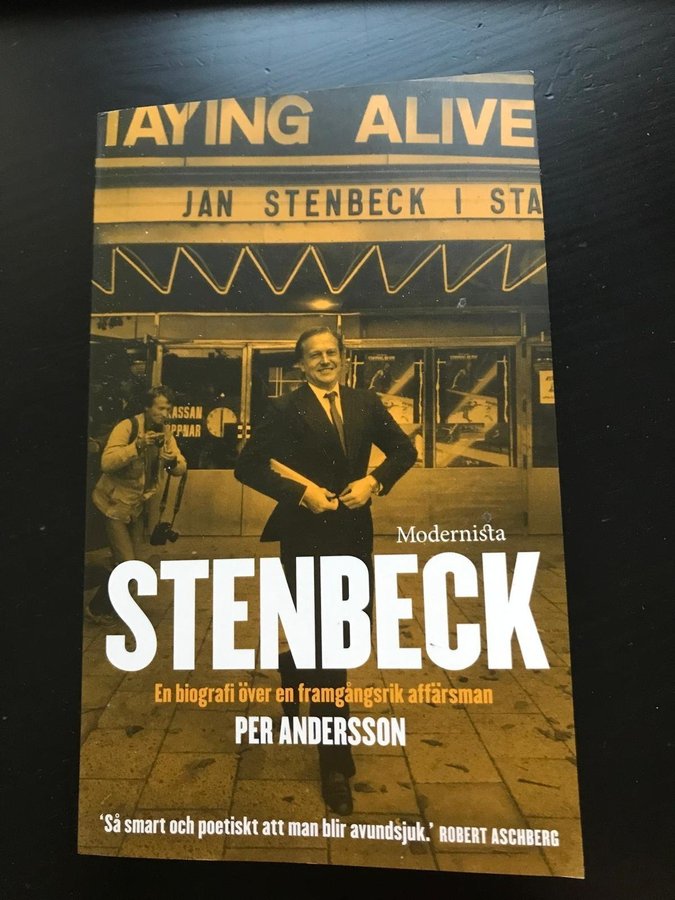 TAYING ALIVE
JAN STENBECK I STA
KASSAN
ÖPPNAR
Modernista
STENBECK
En biografi över en framgångsrik affärsman
PER ANDERSSON
‘Så smart och poetiskt att man blir avundsjuk.’ ROBERT ASCHBERG